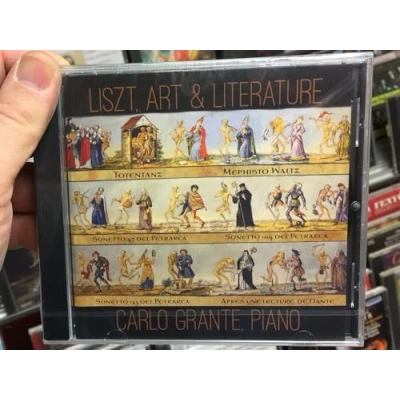 LISZT, ART & LITERATURE
TOTENTANZ MEPHISTO WALTZ
SONETTO 47 DEL PETRARCA SONETTO 104 DEL PETRARCA
SONETTO 123 DEL PETRARCA APRÈS UNE LECTURE DE DANTE
CARLO GRANTE, PIANO